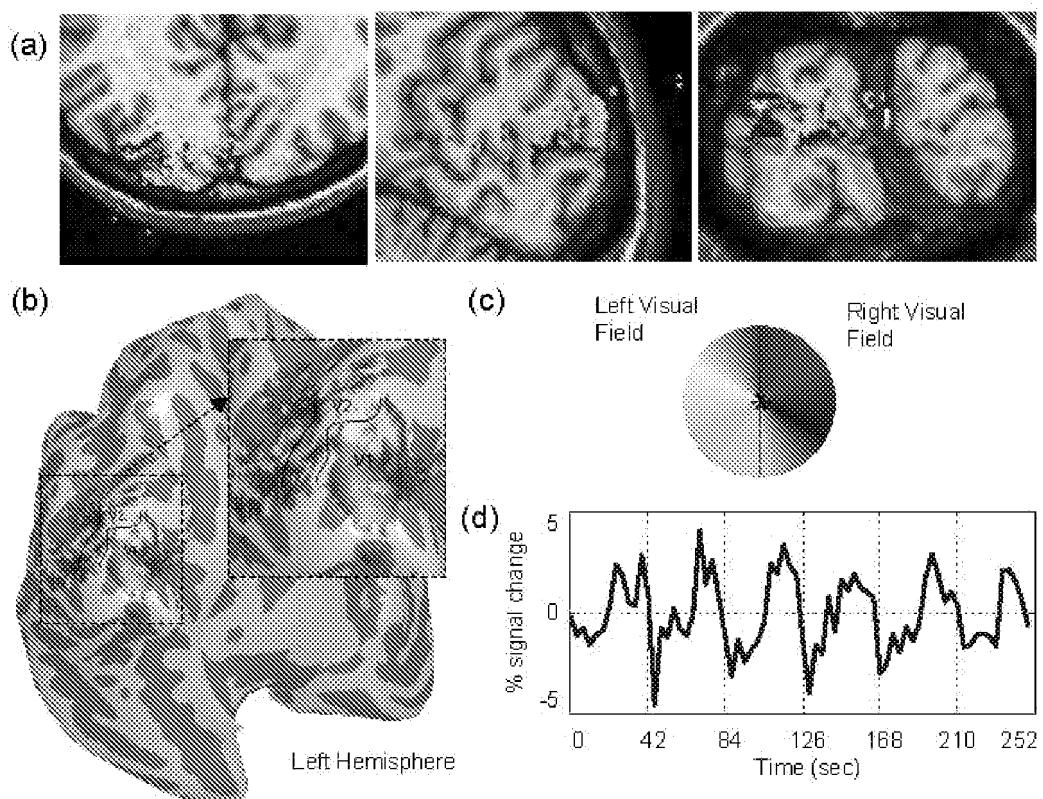 (a)
(b)
(c)
Left Visual
Field
Right Visual
Field
V2
Left Hemisphere
(d)
% signal change
5
0
-5
0 42 84 126 168 210 252
Time (sec)